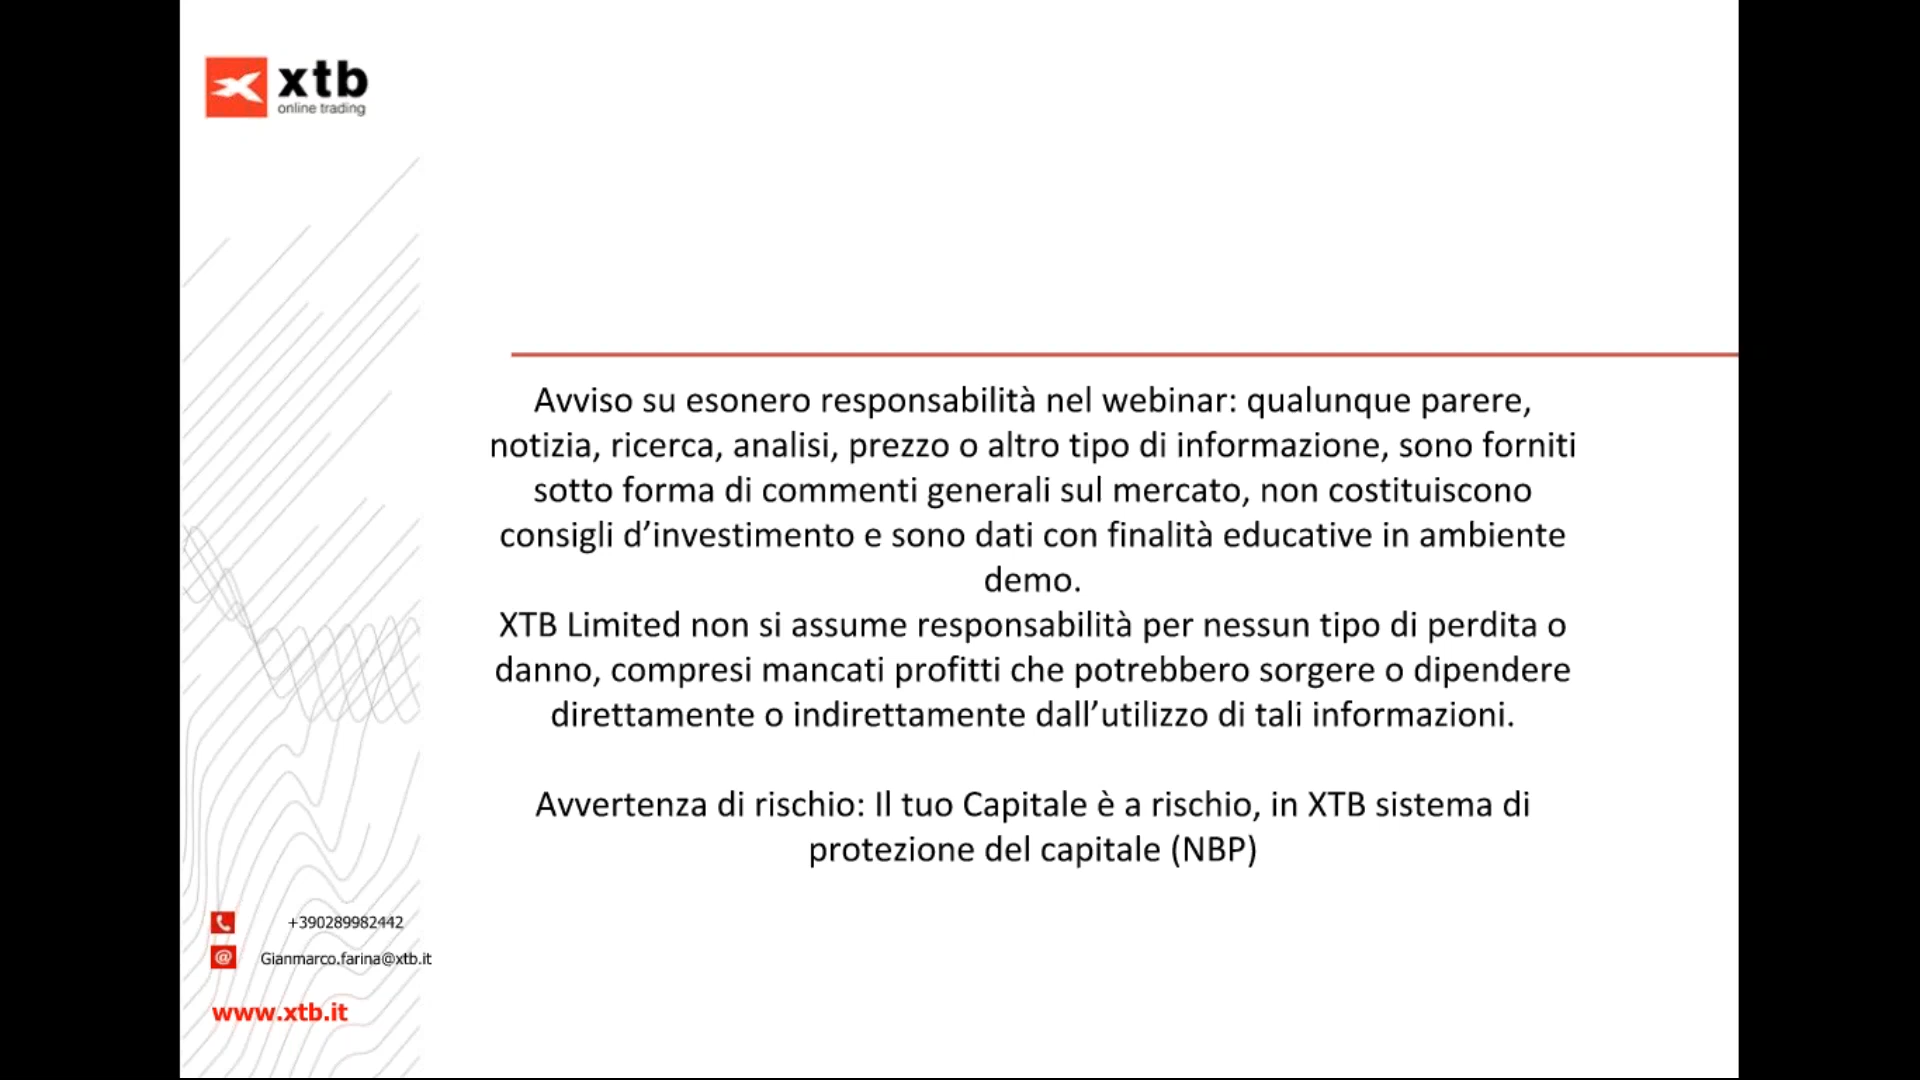 xtb
online trading
Avviso su esonero responsabilità nel webinar: qualunque parere,
notizia, ricerca, analisi, prezzo o altro tipo di informazione, sono forniti
sotto forma di commenti generali sul mercato, non costituiscono
consigli d’investimento e sono dati con finalità educative in ambiente
demo.
XTB Limited non si assume responsabilità per nessun tipo di perdita o
danno, compresi mancati profitti che potrebbero sorgere o dipendere
direttamente o indirettamente dall’utilizzo di tali informazioni.
Avvertenza di rischio: Il tuo Capitale è a rischio, in XTB sistema di
protezione del capitale (NBP)
+390289982442
@ Gianmarco.farina@xtb.it
www.xtb.it